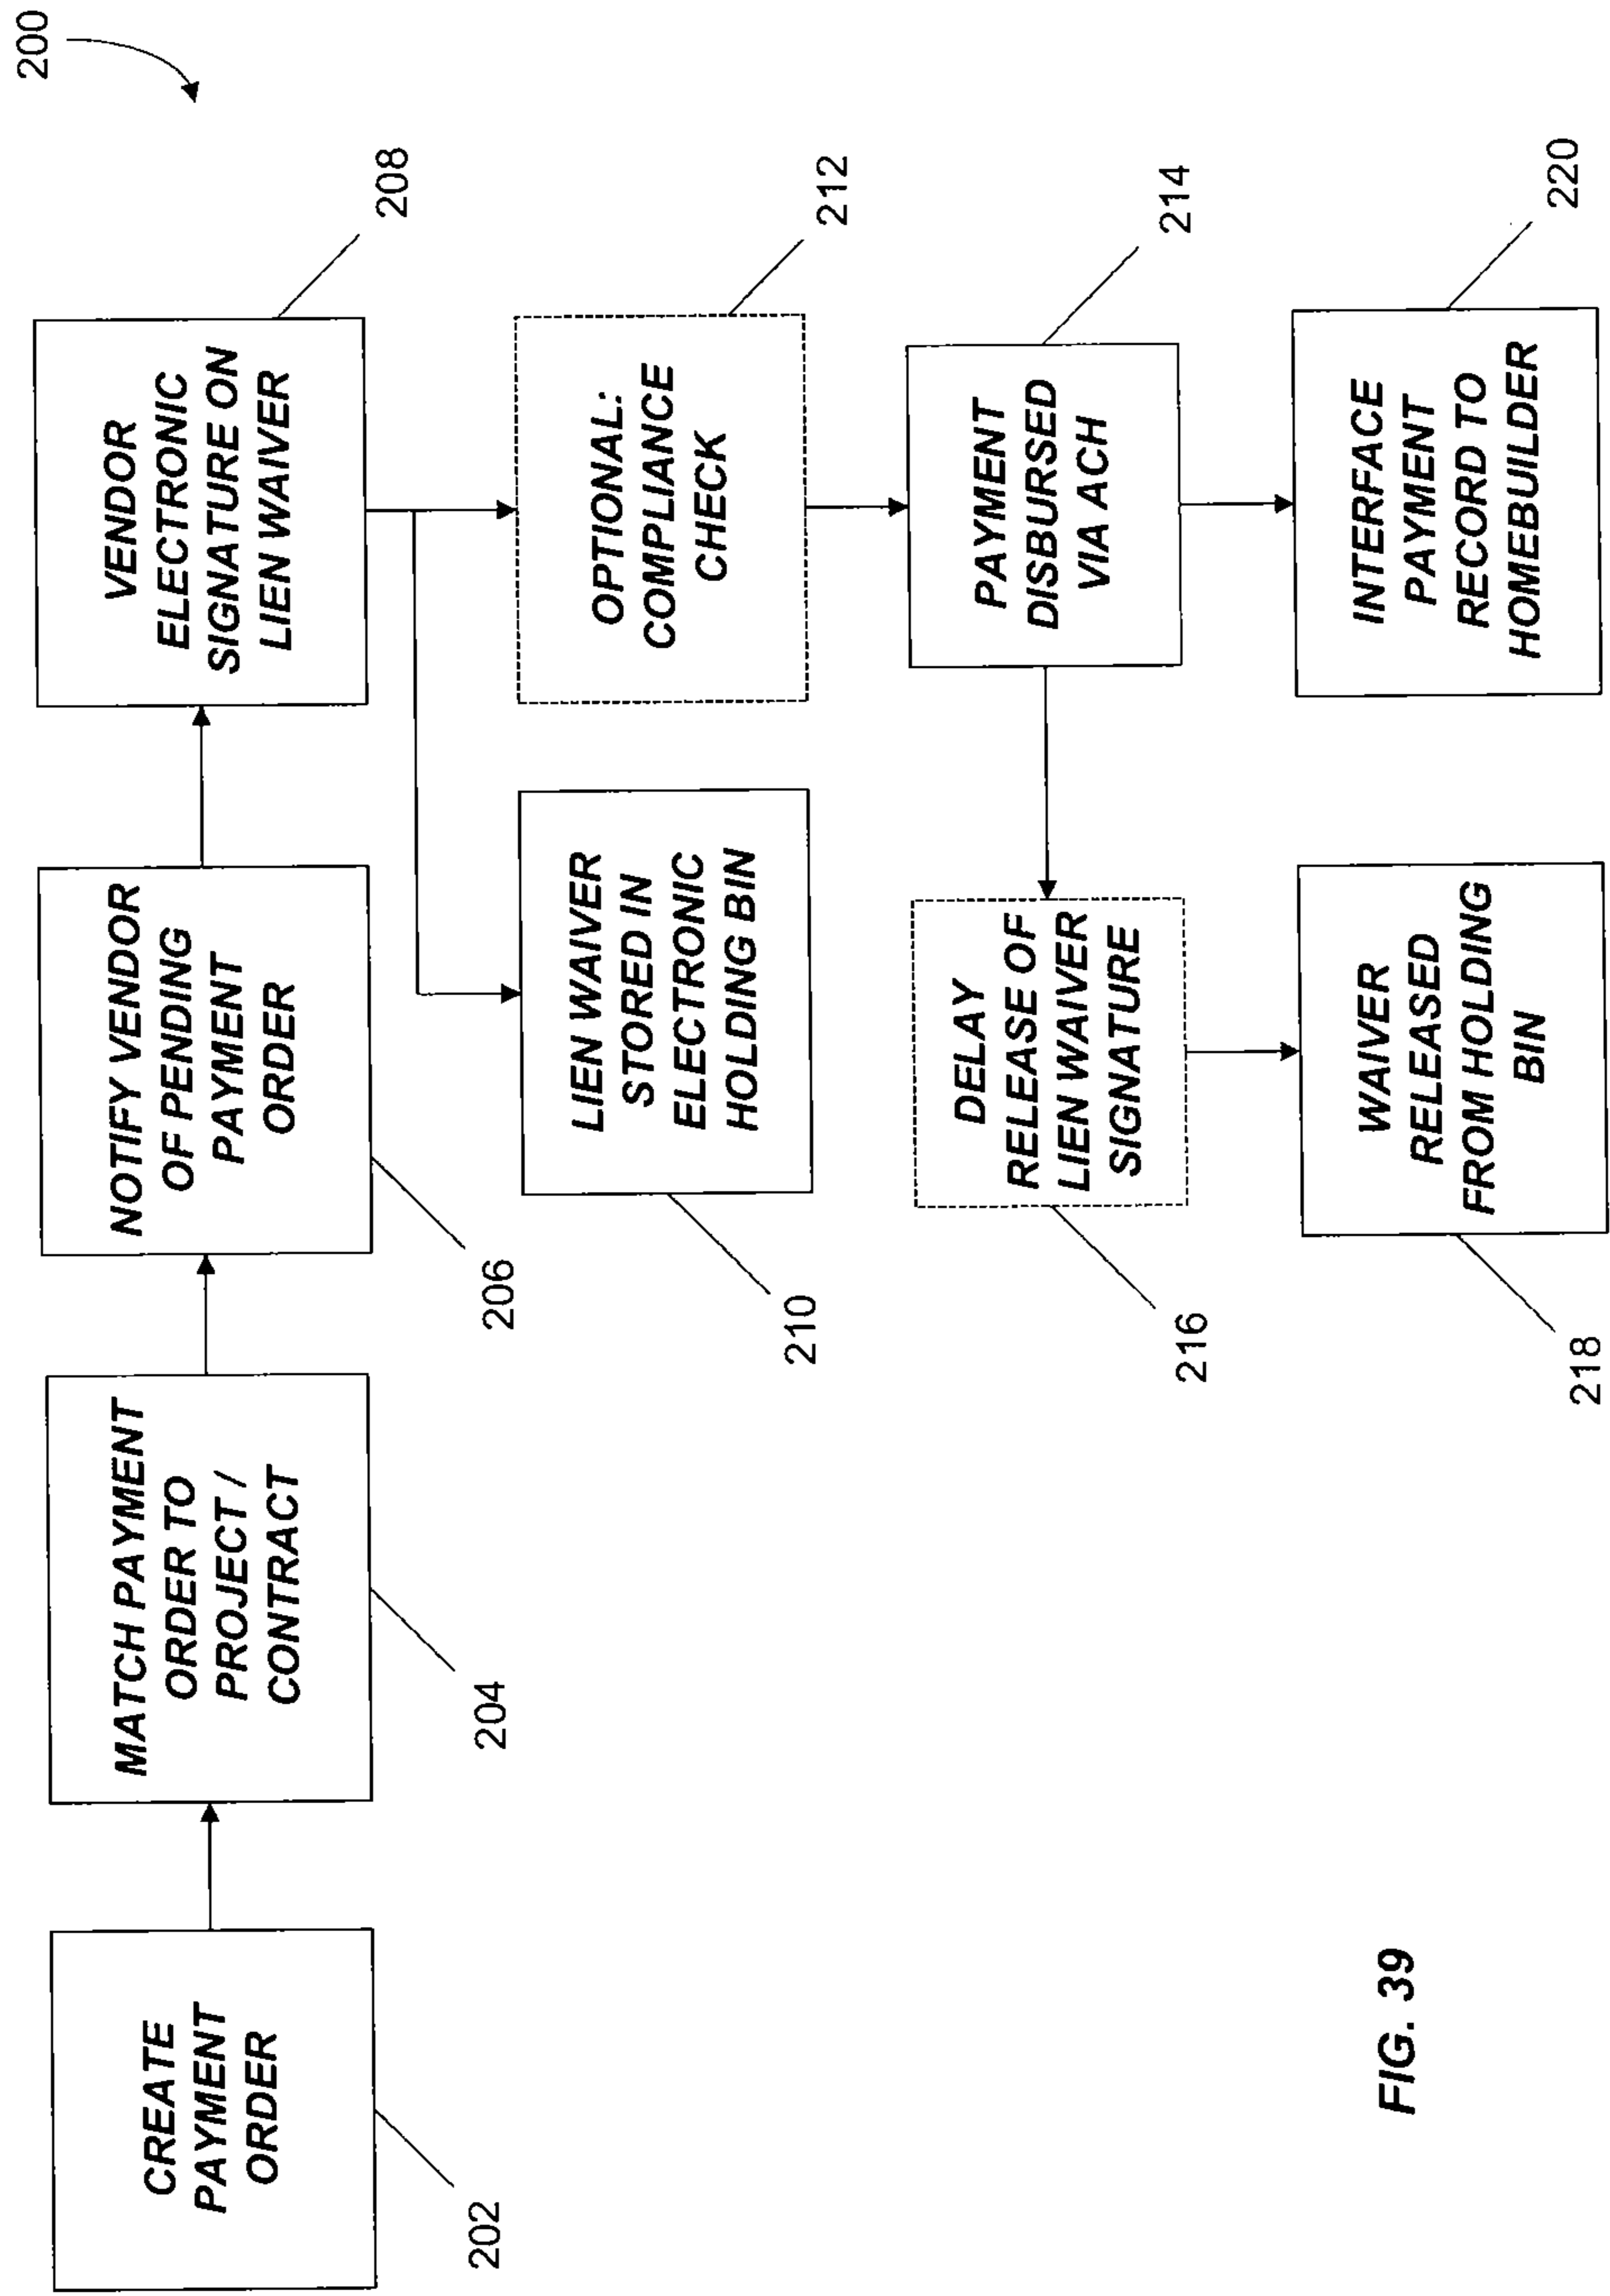 200
CREATE
PAYMENT
ORDER
202
MATCH PAYMENT
ORDER TO
PROJECT /
CONTRACT
204
NOTIFY VENDOR
OF PENDING
PAYMENT
ORDER
206
VENDOR
ELECTRONIC
SIGNATURE ON
LIEN WAIVER
208
LIEN WAIVER
STORED IN
ELECTRONIC
HOLDING BIN
210
OPTIONAL:
COMPLIANCE
CHECK
212
DELAY
RELEASE OF
LIEN WAIVER
SIGNATURE
216
PAYMENT
DISBURSED
VIA ACH
214
WAIVER
RELEASED
FROM HOLDING
BIN
218
INTERFACE
PAYMENT
RECORD TO
HOMEBUILDER
220
FIG. 39